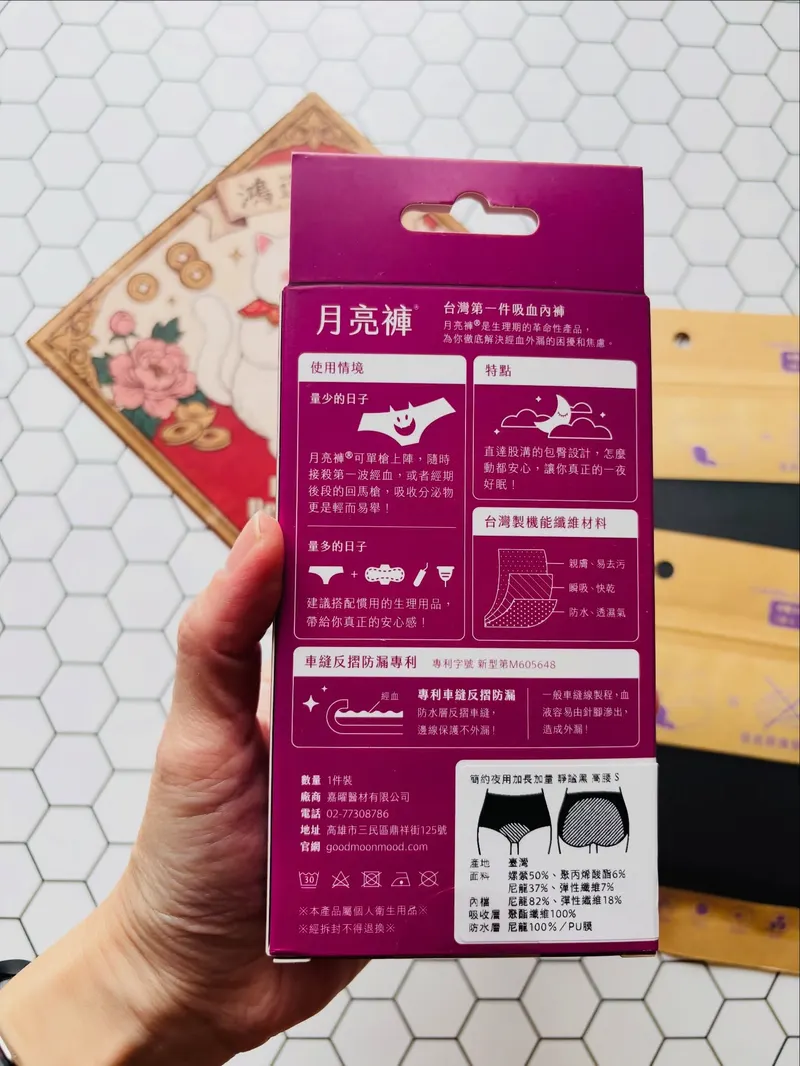 鴻
月亮褲®
台灣第一件吸血內褲
月亮褲®是生理期的革命性產品，
為你徹底解決經血外漏的困擾和焦慮。
使用情境
量少的日子
月亮褲®可單槍上陣，隨時
接殺第一波經血，或者經期
後段的回馬槍，吸收分泌物
更是輕而易舉！
量多的日子
建議搭配慣用的生理用品，
帶給你真正的安心感！
特點
直達股溝的包臀設計，怎麼
動都安心，讓你真正的一夜
好眠！
台灣製機能纖維材料
親膚、易去污
瞬吸、快乾
防水、透濕氣
車縫反摺防漏專利 專利字號 新型第M605648
經血
專利車縫反摺防漏
防水層反摺車縫，
邊緣保護不外漏！
一般車縫線製程，血
液容易由針腳滲出，
造成外漏！
數量 1件裝
廠商 嘉曜醫材有限公司
電話 02-77308786
地址 高雄市三民區鼎祥街125號
官網 goodmoonmood.com
30
※本產品屬個人衛生用品※
※經拆封不得退換※
簡約夜用加長加量 靜謐黑 高腰 S
產地 臺灣
面料 嫘縈50%、聚丙烯酸酯6%
尼龍37%、彈性纖維7%
內襠 尼龍82%、彈性纖維18%
吸收層 聚酯纖維100%
防水層 尼龍100%/PU膜